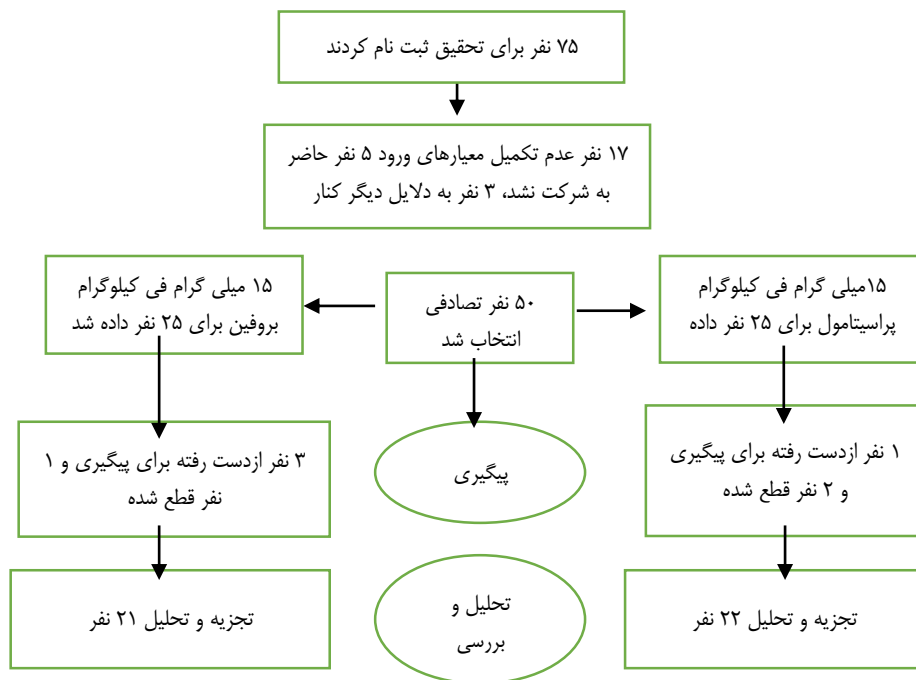 ۷۵ نفر برای تحقیق ثبت نام کردند
۱۷ نفر عدم تکمیل معیارهای ورود ۵ نفر حاضر
به شرکت نشد، ۳ نفر به دلایل دیگر کنار
۱۵میلی گرام فی کیلوگرام
پراسیتامول برای ۲۵ نفر داده
۵۰ نفر تصادفی
انتخاب شد
۱۵ میلی گرام فی کیلوگرام
بروفین برای ۲۵ نفر داده شد
۱ نفر ازدست رفته برای پیگیری
و ۲ نفر قطع شده
پیگیری
۳ نفر ازدست رفته برای پیگیری و ۱
نفر قطع شده
تجزیه و تحلیل ۲۲ نفر
تحلیل و
بررسی
تجزیه و تحلیل ۲۱ نفر